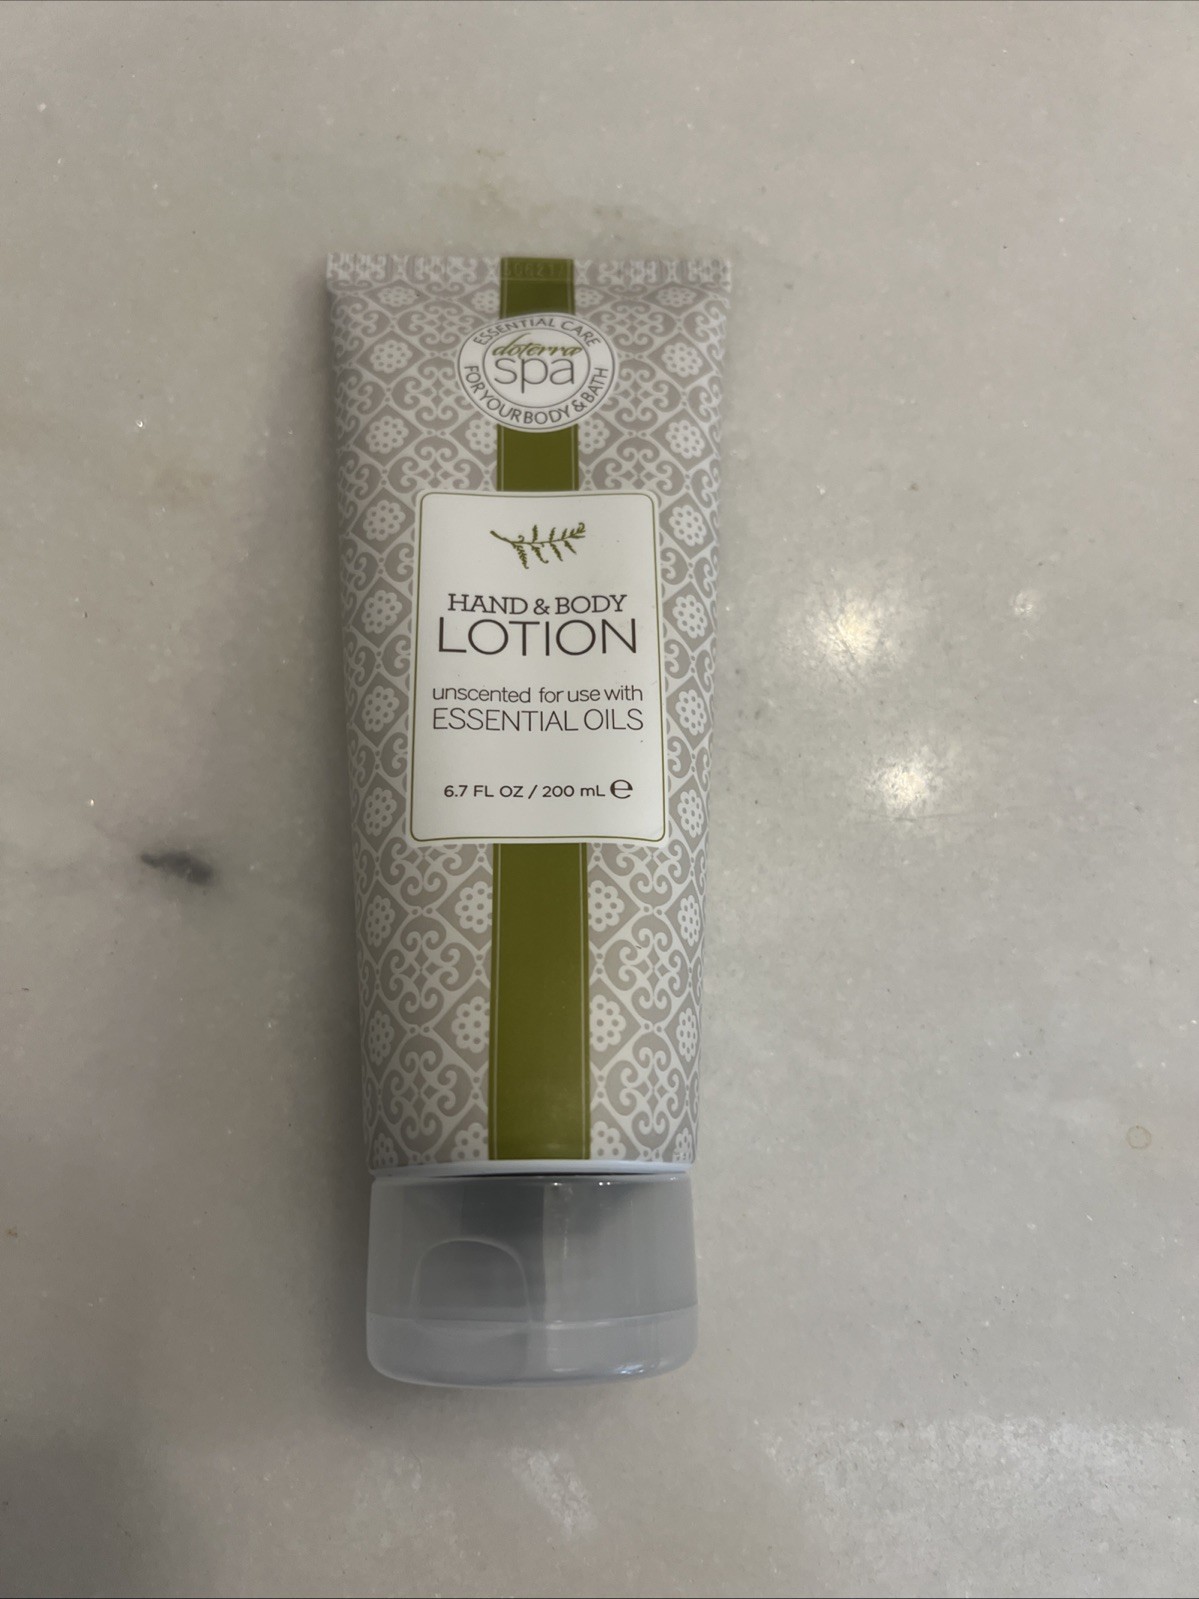 ESSENTIAL CARE
doterra
spa
FOR YOUR BODY & BATH
HAND & BODY
LOTION
unscented for use with
ESSENTIAL OILS
6.7 FL OZ / 200 mL ℮